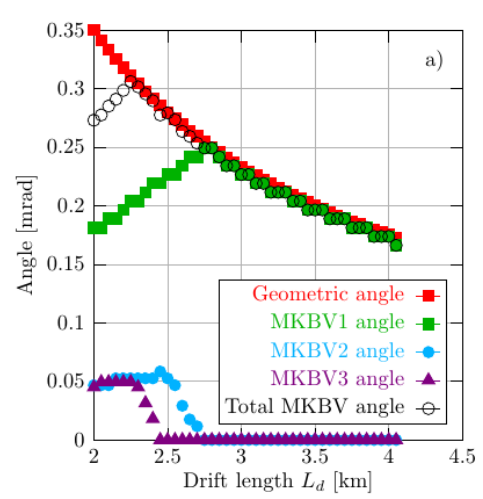 0.35
a)
0.3
0.25
0.2
Angle [mrad]
0.15
Geometric angle
MKBV1 angle
0.1
MKBV2 angle
MKBV3 angle
0.05
Total MKBV angle
0
2 2.5 3 3.5 4 4.5
Drift length L_d [km]